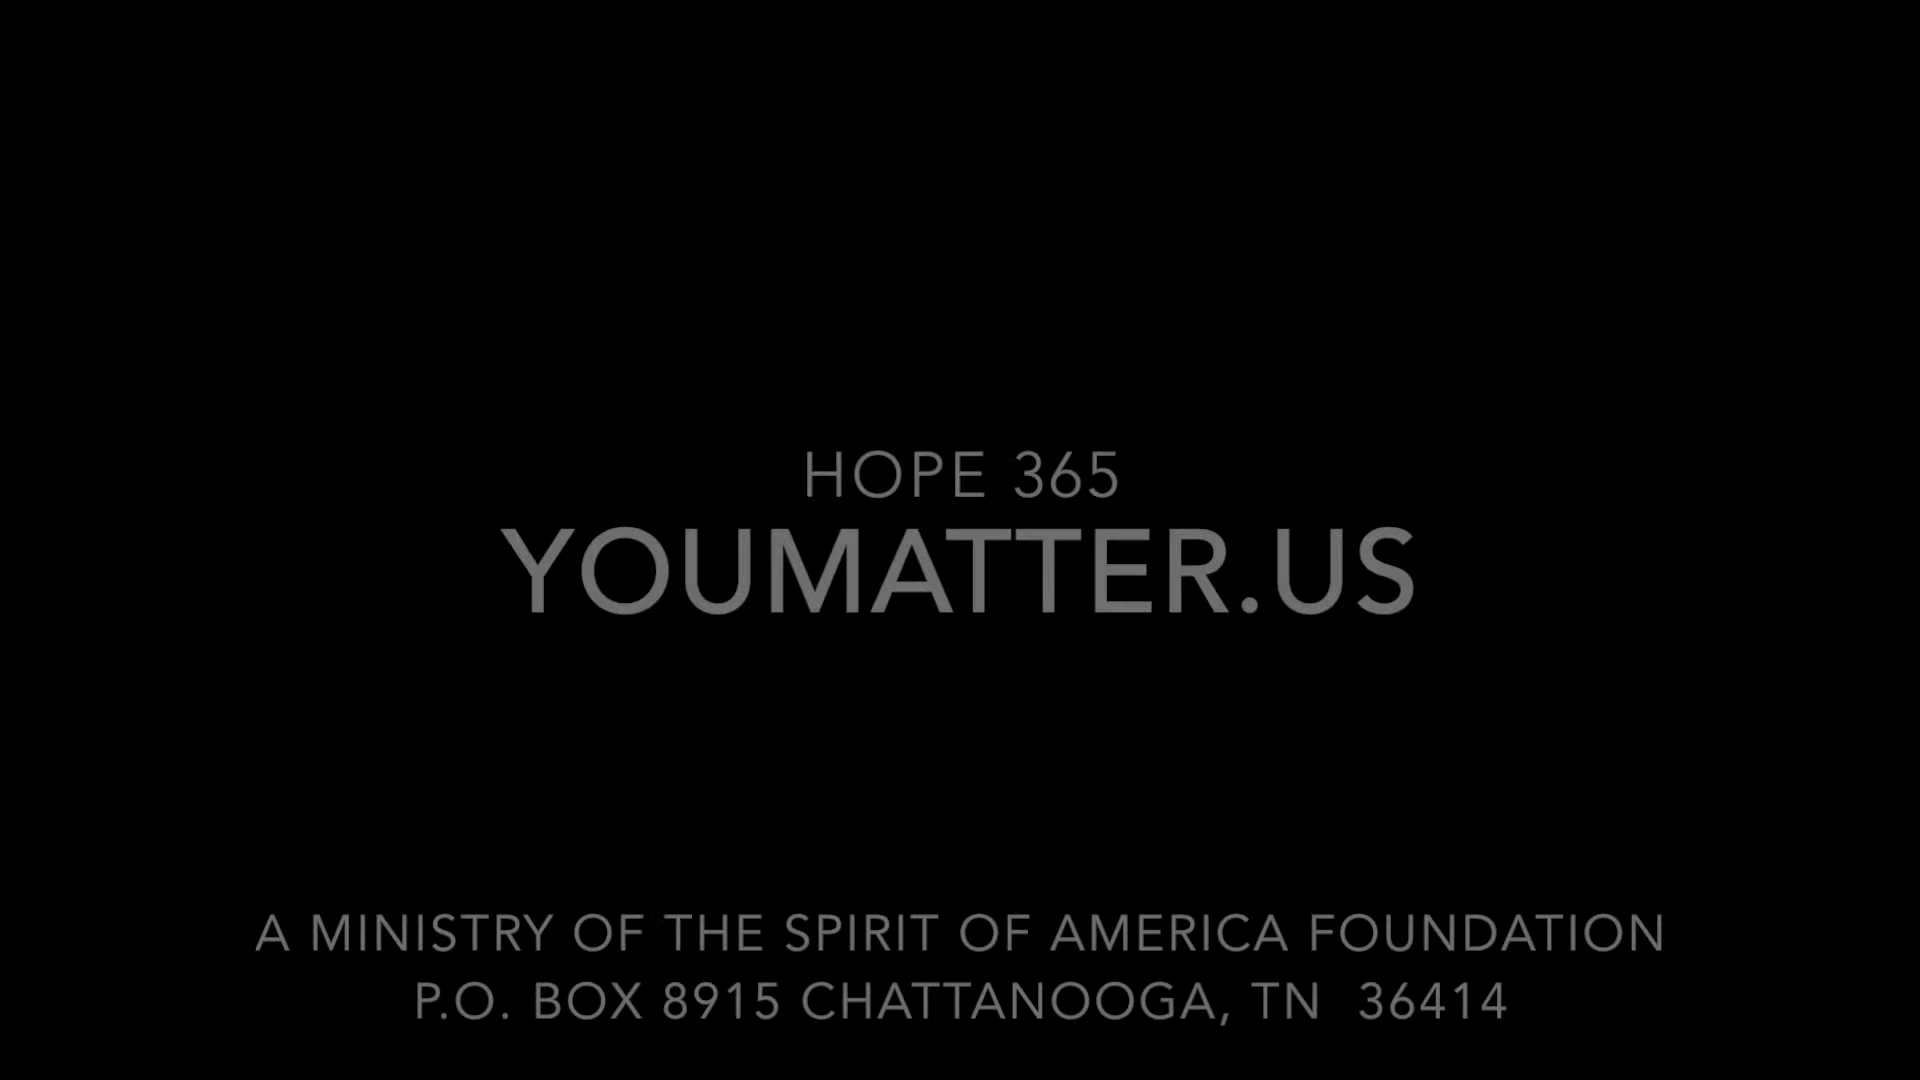 HOPE 365
YOUMATTER.US
A MINISTRY OF THE SPIRIT OF AMERICA FOUNDATION
P.O. BOX 8915 CHATTANOOGA, TN  36414